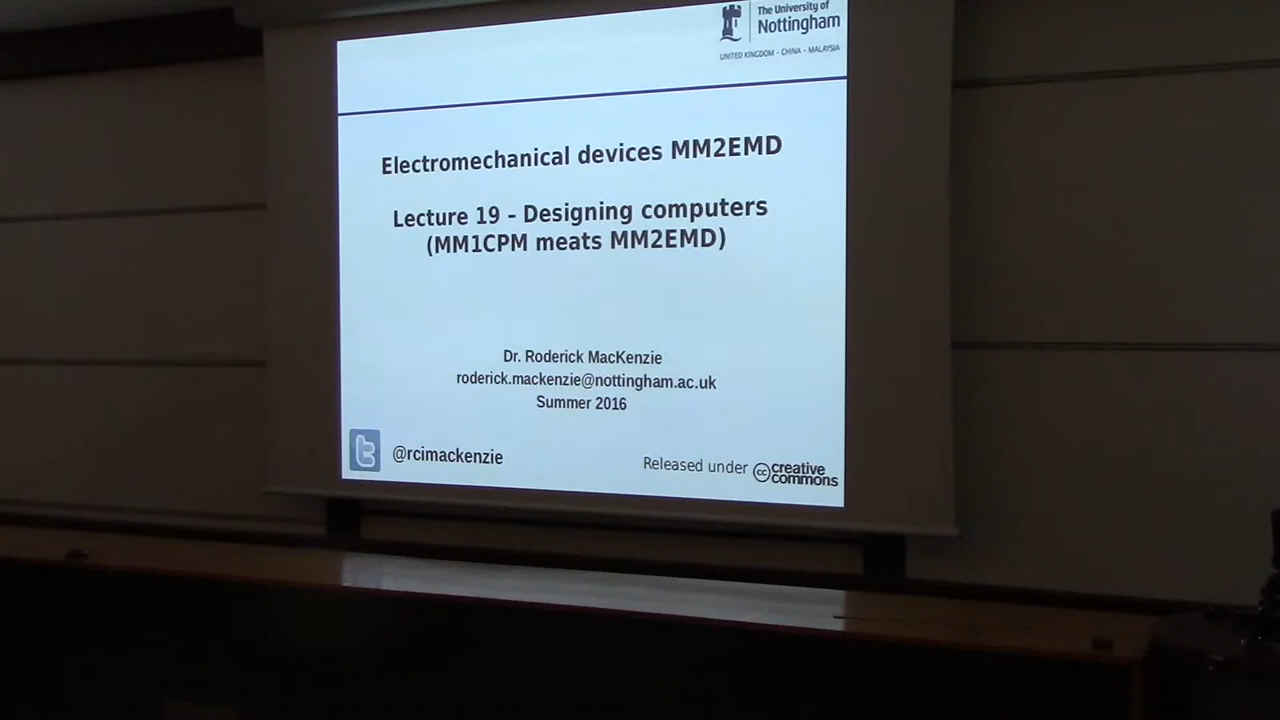 The University of
Nottingham
UNITED KINGDOM · CHINA · MALAYSIA
Electromechanical devices MM2EMD
Lecture 19 – Designing computers
(MM1CPM meats MM2EMD)
Dr. Roderick MacKenzie
roderick.mackenzie@nottingham.ac.uk
Summer 2016
@rcimackenzie
Released under cc creative commons